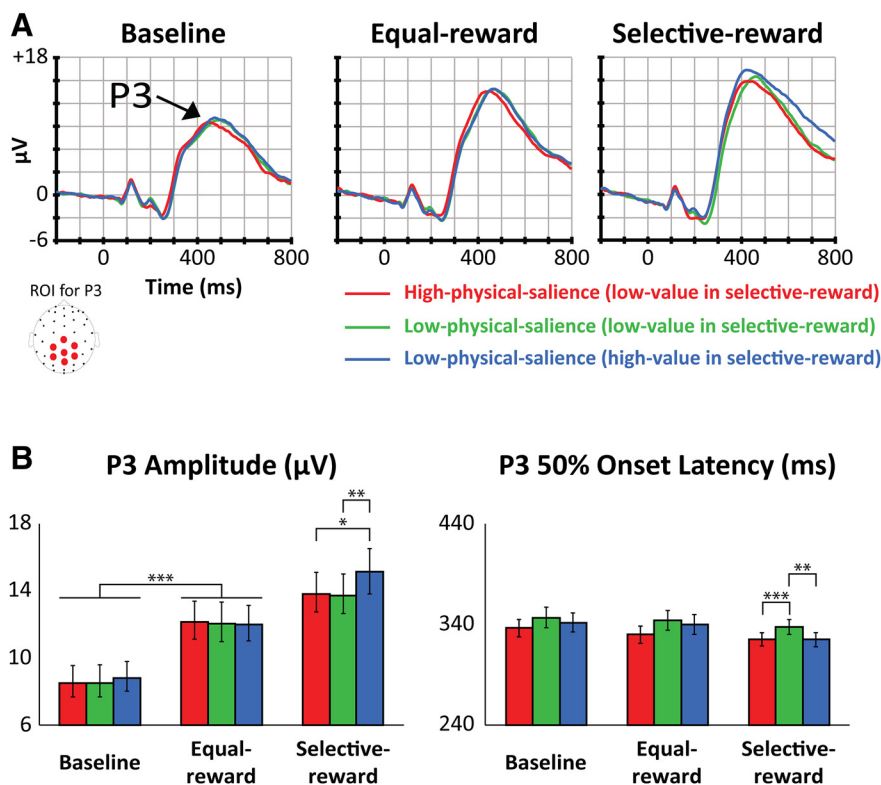 A
Baseline
Equal-reward
Selective-reward
+18
P3
µV
0
-6
0 400 800
0 400 800
0 400 800
Time (ms)
ROI for P3
High-physical-salience (low-value in selective-reward)
Low-physical-salience (low-value in selective-reward)
Low-physical-salience (high-value in selective-reward)
B
P3 Amplitude (µV)
P3 50% Onset Latency (ms)
18
14
10
6
***
*
**
Baseline
Equal-
reward
Selective-
reward
440
340
240
***
**
Baseline
Equal-
reward
Selective-
reward